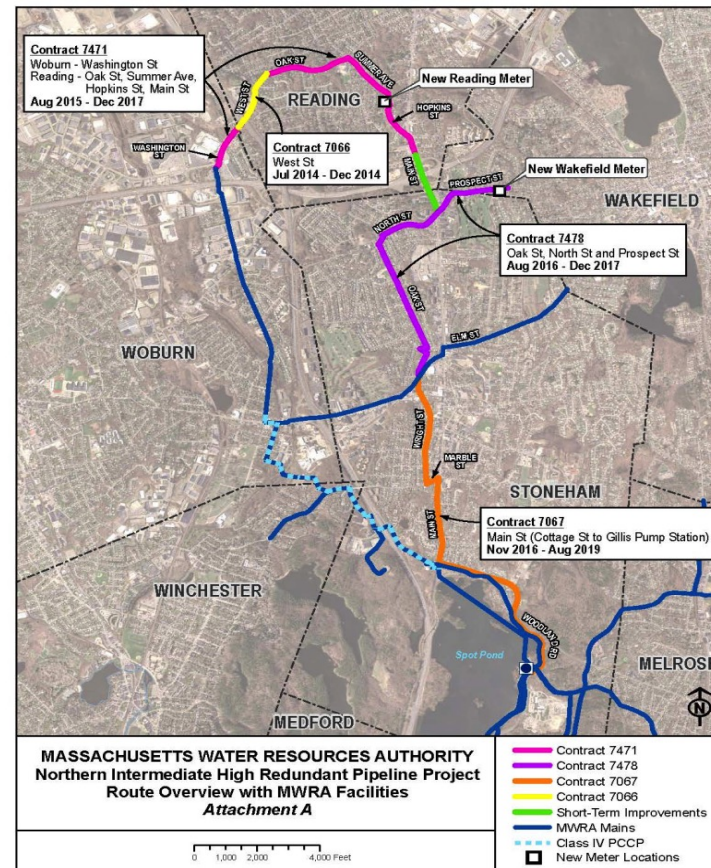 Contract 7471
Woburn - Washington St
Reading - Oak St, Summer Ave,
Hopkins St, Main St
Aug 2015 - Dec 2017
OAK ST
SUMMER AVE
New Reading Meter
READING
WEST ST
HOPKINS
ST
WASHINGTON
ST
Contract 7066
West St
Jul 2014 - Dec 2014
MAIN ST
New Wakefield Meter
PROSPECT ST
WAKEFIELD
NORTH ST
Contract 7478
Oak St, North St and Prospect St
Aug 2016 - Dec 2017
OAK ST
WOBURN
ELM ST
WRIGHT ST
MARBLE
ST
STONEHAM
MAIN ST
Contract 7067
Main St (Cottage St to Gillis Pump Station)
Nov 2016 - Aug 2019
WINCHESTER
WOODLAND RD
Spot Pond
MELROS
MEDFORD
N
MASSACHUSETTS WATER RESOURCES AUTHORITY
Northern Intermediate High Redundant Pipeline Project
Route Overview with MWRA Facilities
Attachment A
0 1,000 2,000 4,000 Feet
Contract 7471
Contract 7478
Contract 7067
Contract 7066
Short-Term Improvements
MWRA Mains
Class IV PCCP
New Meter Locations